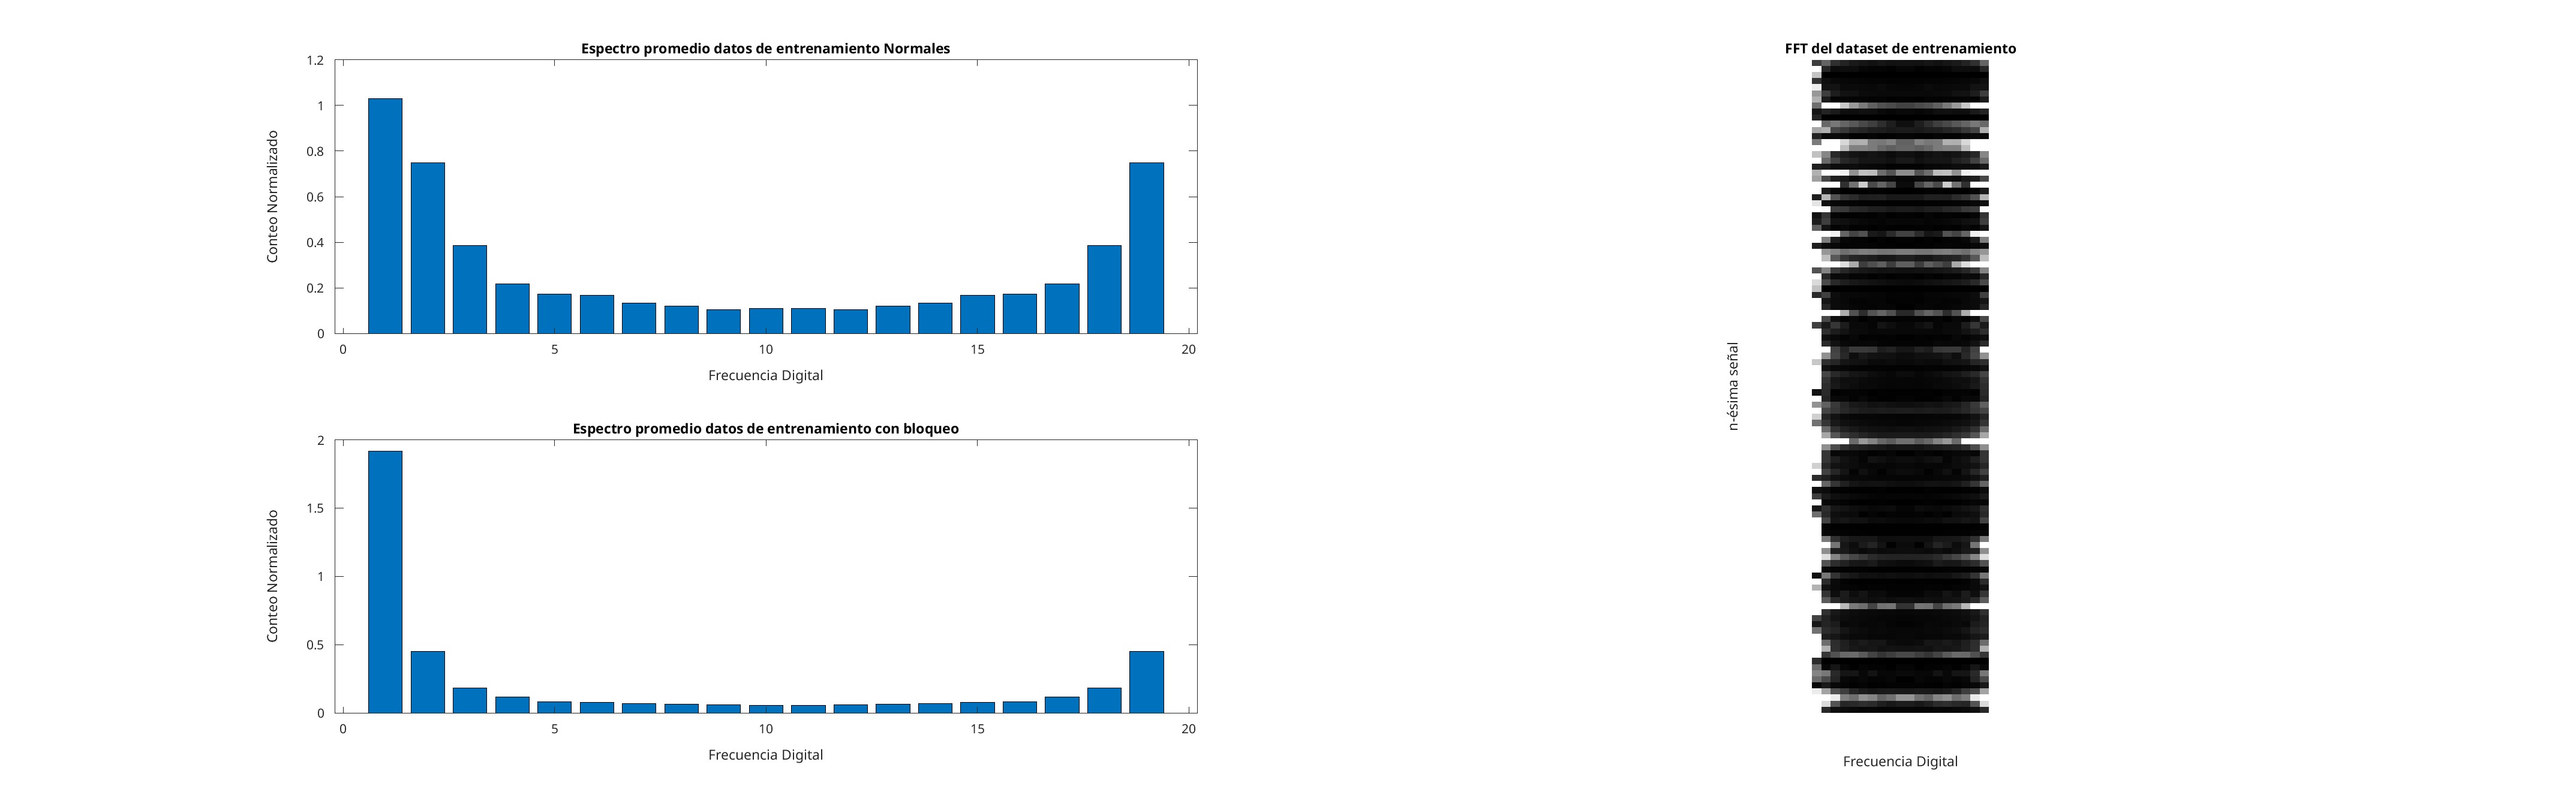 Espectro promedio datos de entrenamiento Normales
1.2
1
0.8
0.6
0.4
0.2
0
Conteo Normalizado
0 5 10 15 20
Frecuencia Digital
Espectro promedio datos de entrenamiento con bloqueo
2
1.5
1
0.5
0
Conteo Normalizado
0 5 10 15 20
Frecuencia Digital
FFT del dataset de entrenamiento
n-ésima señal
Frecuencia Digital